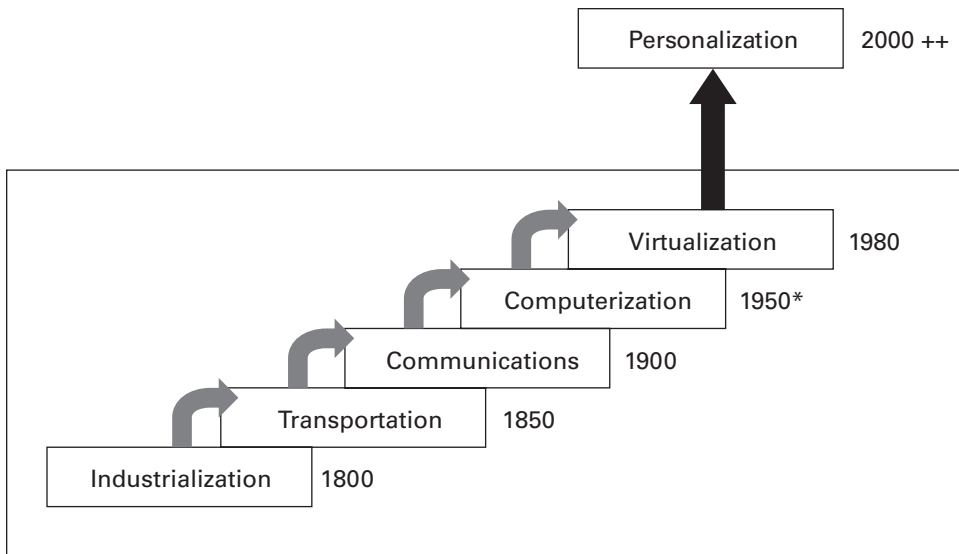 Personalization 2000 ++
Virtualization 1980
Computerization 1950*
Communications 1900
Transportation 1850
Industrialization 1800